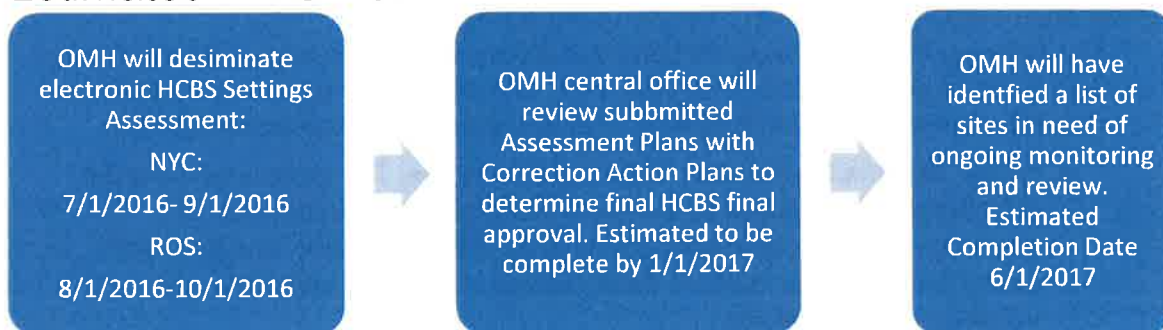 OMH will desiminate
electronic HCBS Settings
Assessment:
NYC:
7/1/2016- 9/1/2016
ROS:
8/1/2016-10/1/2016
OMH central office will
review subbmitted
Assessment Plans with
Correction Action Plans to
determine final HCBS final
approval. Estimated to be
complete by 1/1/2017
OMH will have
identfied a list of
sites in need of
ongoing monitoring
and review.
Estimated
Completion Date
6/1/2017